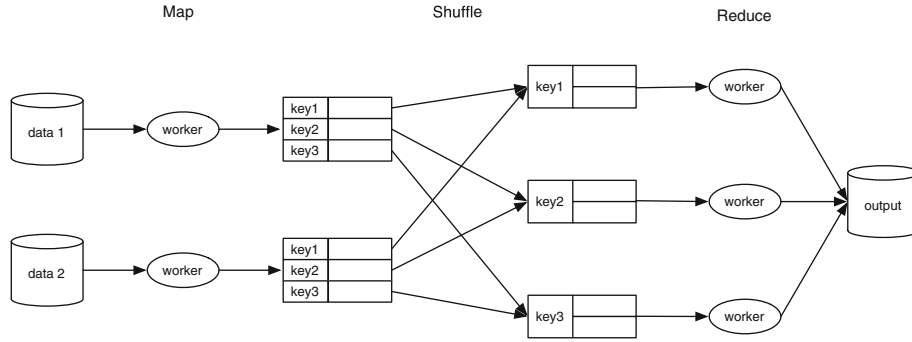 Map
Shuffle
Reduce
data 1
worker
key1
key2
key3
data 2
worker
key1
key2
key3
key1
worker
key2
worker
key3
worker
output